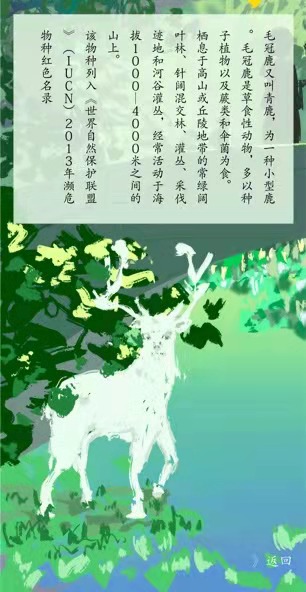 毛冠鹿又叫青鹿，为一种小型鹿
。毛冠鹿是草食性动物，多以种
子植物以及蕨类和伞菌为食。
栖息于高山或丘陵地带的常绿阔
叶林、针阔混交林、灌丛、采伐
迹地和河谷灌丛，经常活动于海
拔1000—4000米之间的
山上。
该物种列入《世界自然保护联盟
》（IUCN）2013年濒危
物种红色名录
》返回